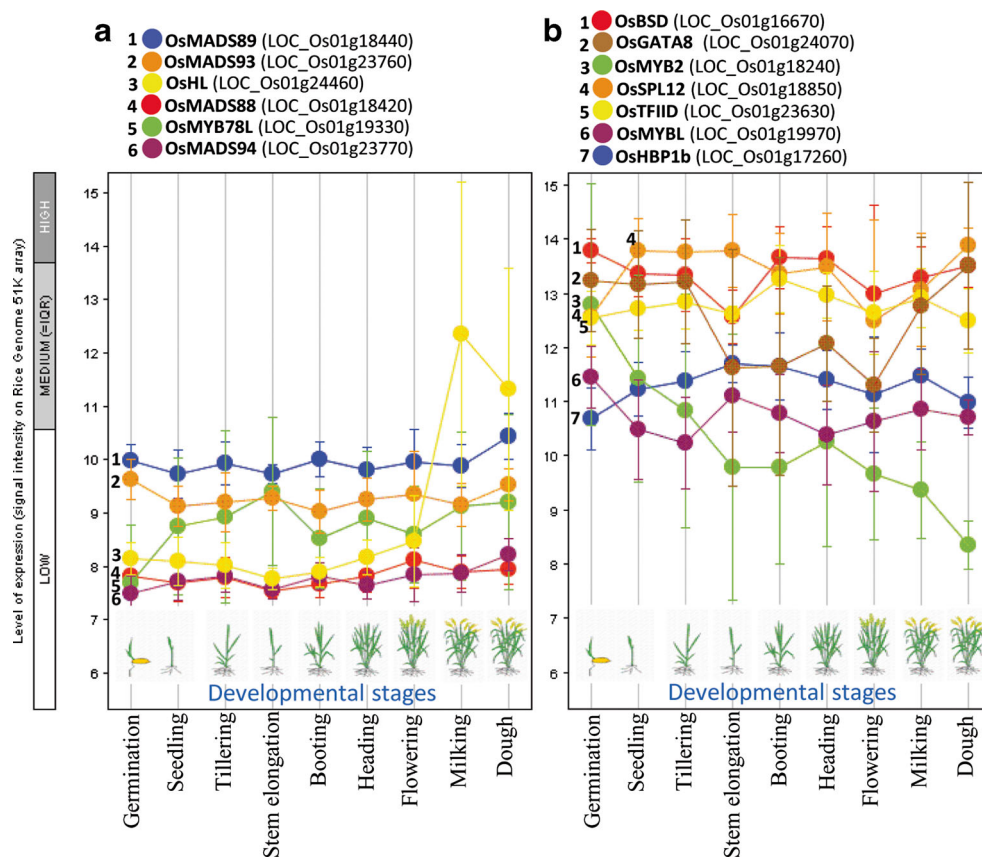 a
1 OsMADS89 (LOC_Os01g18440)
2 OsMADS93 (LOC_Os01g23760)
3 OsHL (LOC_Os01g24460)
4 OsMADS88 (LOC_Os01g18420)
5 OsMYB78L (LOC_Os01g19330)
6 OsMADS94 (LOC_Os01g23770)
b
1 OsBSD (LOC_Os01g16670)
2 OsGATA8 (LOC_Os01g24070)
3 OsMYB2 (LOC_Os01g18240)
4 OsSPL12 (LOC_Os01g18850)
5 OsTFIID (LOC_Os01g23630)
6 OsMYBL (LOC_Os01g19970)
7 OsHBP1b (LOC_Os01g17260)
Level of expression (signal intensity on Rice Genome 51K array)
HIGH
MEDIUM (=IQR)
LOW
15
14
13
12
11
10
9
8
7
6
1
2
3
4
5
6
Developmental stages
Germination
Seedling
Tillering
Stem elongation
Booting
Heading
Flowering
Milking
Dough
15
14
13
12
11
10
9
8
7
6
1
4
2
3
4
5
6
7
Developmental stages
Germination
Seedling
Tillering
Stem elongation
Booting
Heading
Flowering
Milking
Dough